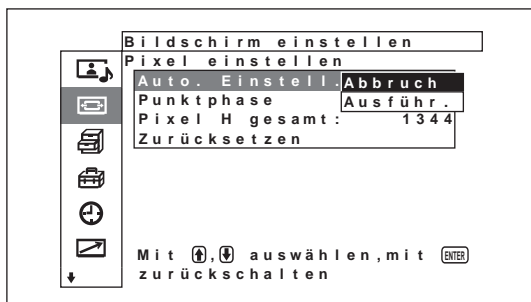 Bildschirm einstellen
Pixel einstellen
Auto. Einstell. Abbruch
Punktphase Ausführ.
Pixel H gesamt: 1344
Zurücksetzen
Mit ↑,↓ auswählen,mit ENTER
zurückschalten